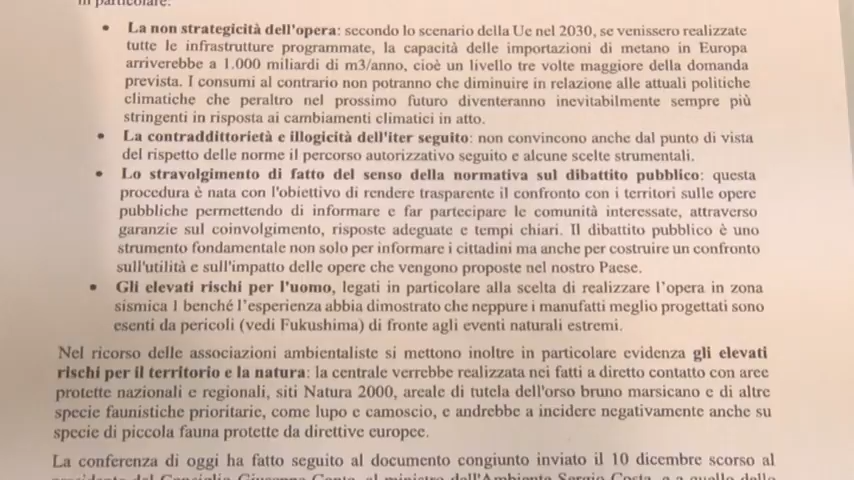 in particolare:
• La non strategicità dell'opera: secondo lo scenario della Ue nel 2030, se venissero realizzate
tutte le infrastrutture programmate, la capacità delle importazioni di metano in Europa
arriverebbe a 1.000 miliardi di m3/anno, cioè un livello tre volte maggiore della domanda
prevista. I consumi al contrario non potranno che diminuire in relazione alle attuali politiche
climatiche che peraltro nel prossimo futuro diventeranno inevitabilmente sempre più
stringenti in risposta ai cambiamenti climatici in atto.
• La contraddittorietà e illogicità dell'iter seguito: non convincono anche dal punto di vista
del rispetto delle norme il percorso autorizzativo seguito e alcune scelte strumentali.
• Lo stravolgimento di fatto del senso della normativa sul dibattito pubblico: questa
procedura è nata con l'obiettivo di rendere trasparente il confronto con i territori sulle opere
pubbliche permettendo di informare e far partecipare le comunità interessate, attraverso
garanzie sul coinvolgimento, risposte adeguate e tempi chiari. Il dibattito pubblico è uno
strumento fondamentale non solo per informare i cittadini ma anche per costruire un confronto
sull'utilità e sull'impatto delle opere che vengono proposte nel nostro Paese.
• Gli elevati rischi per l'uomo, legati in particolare alla scelta di realizzare l'opera in zona
sismica 1 benché l'esperienza abbia dimostrato che neppure i manufatti meglio progettati sono
esenti da pericoli (vedi Fukushima) di fronte agli eventi naturali estremi.
Nel ricorso delle associazioni ambientaliste si mettono inoltre in particolare evidenza gli elevati
rischi per il territorio e la natura: la centrale verrebbe realizzata nei fatti a diretto contatto con aree
protette nazionali e regionali, siti Natura 2000, areale di tutela dell'orso bruno marsicano e di altre
specie faunistiche prioritarie, come lupo e camoscio, e andrebbe a incidere negativamente anche su
specie di piccola fauna protette da direttive europee.
La conferenza di oggi ha fatto seguito al documento congiunto inviato il 10 dicembre scorso al
presidente del Consiglio Giuseppe Conte, al ministro dell'Ambiente Sergio Costa, e a quello dello